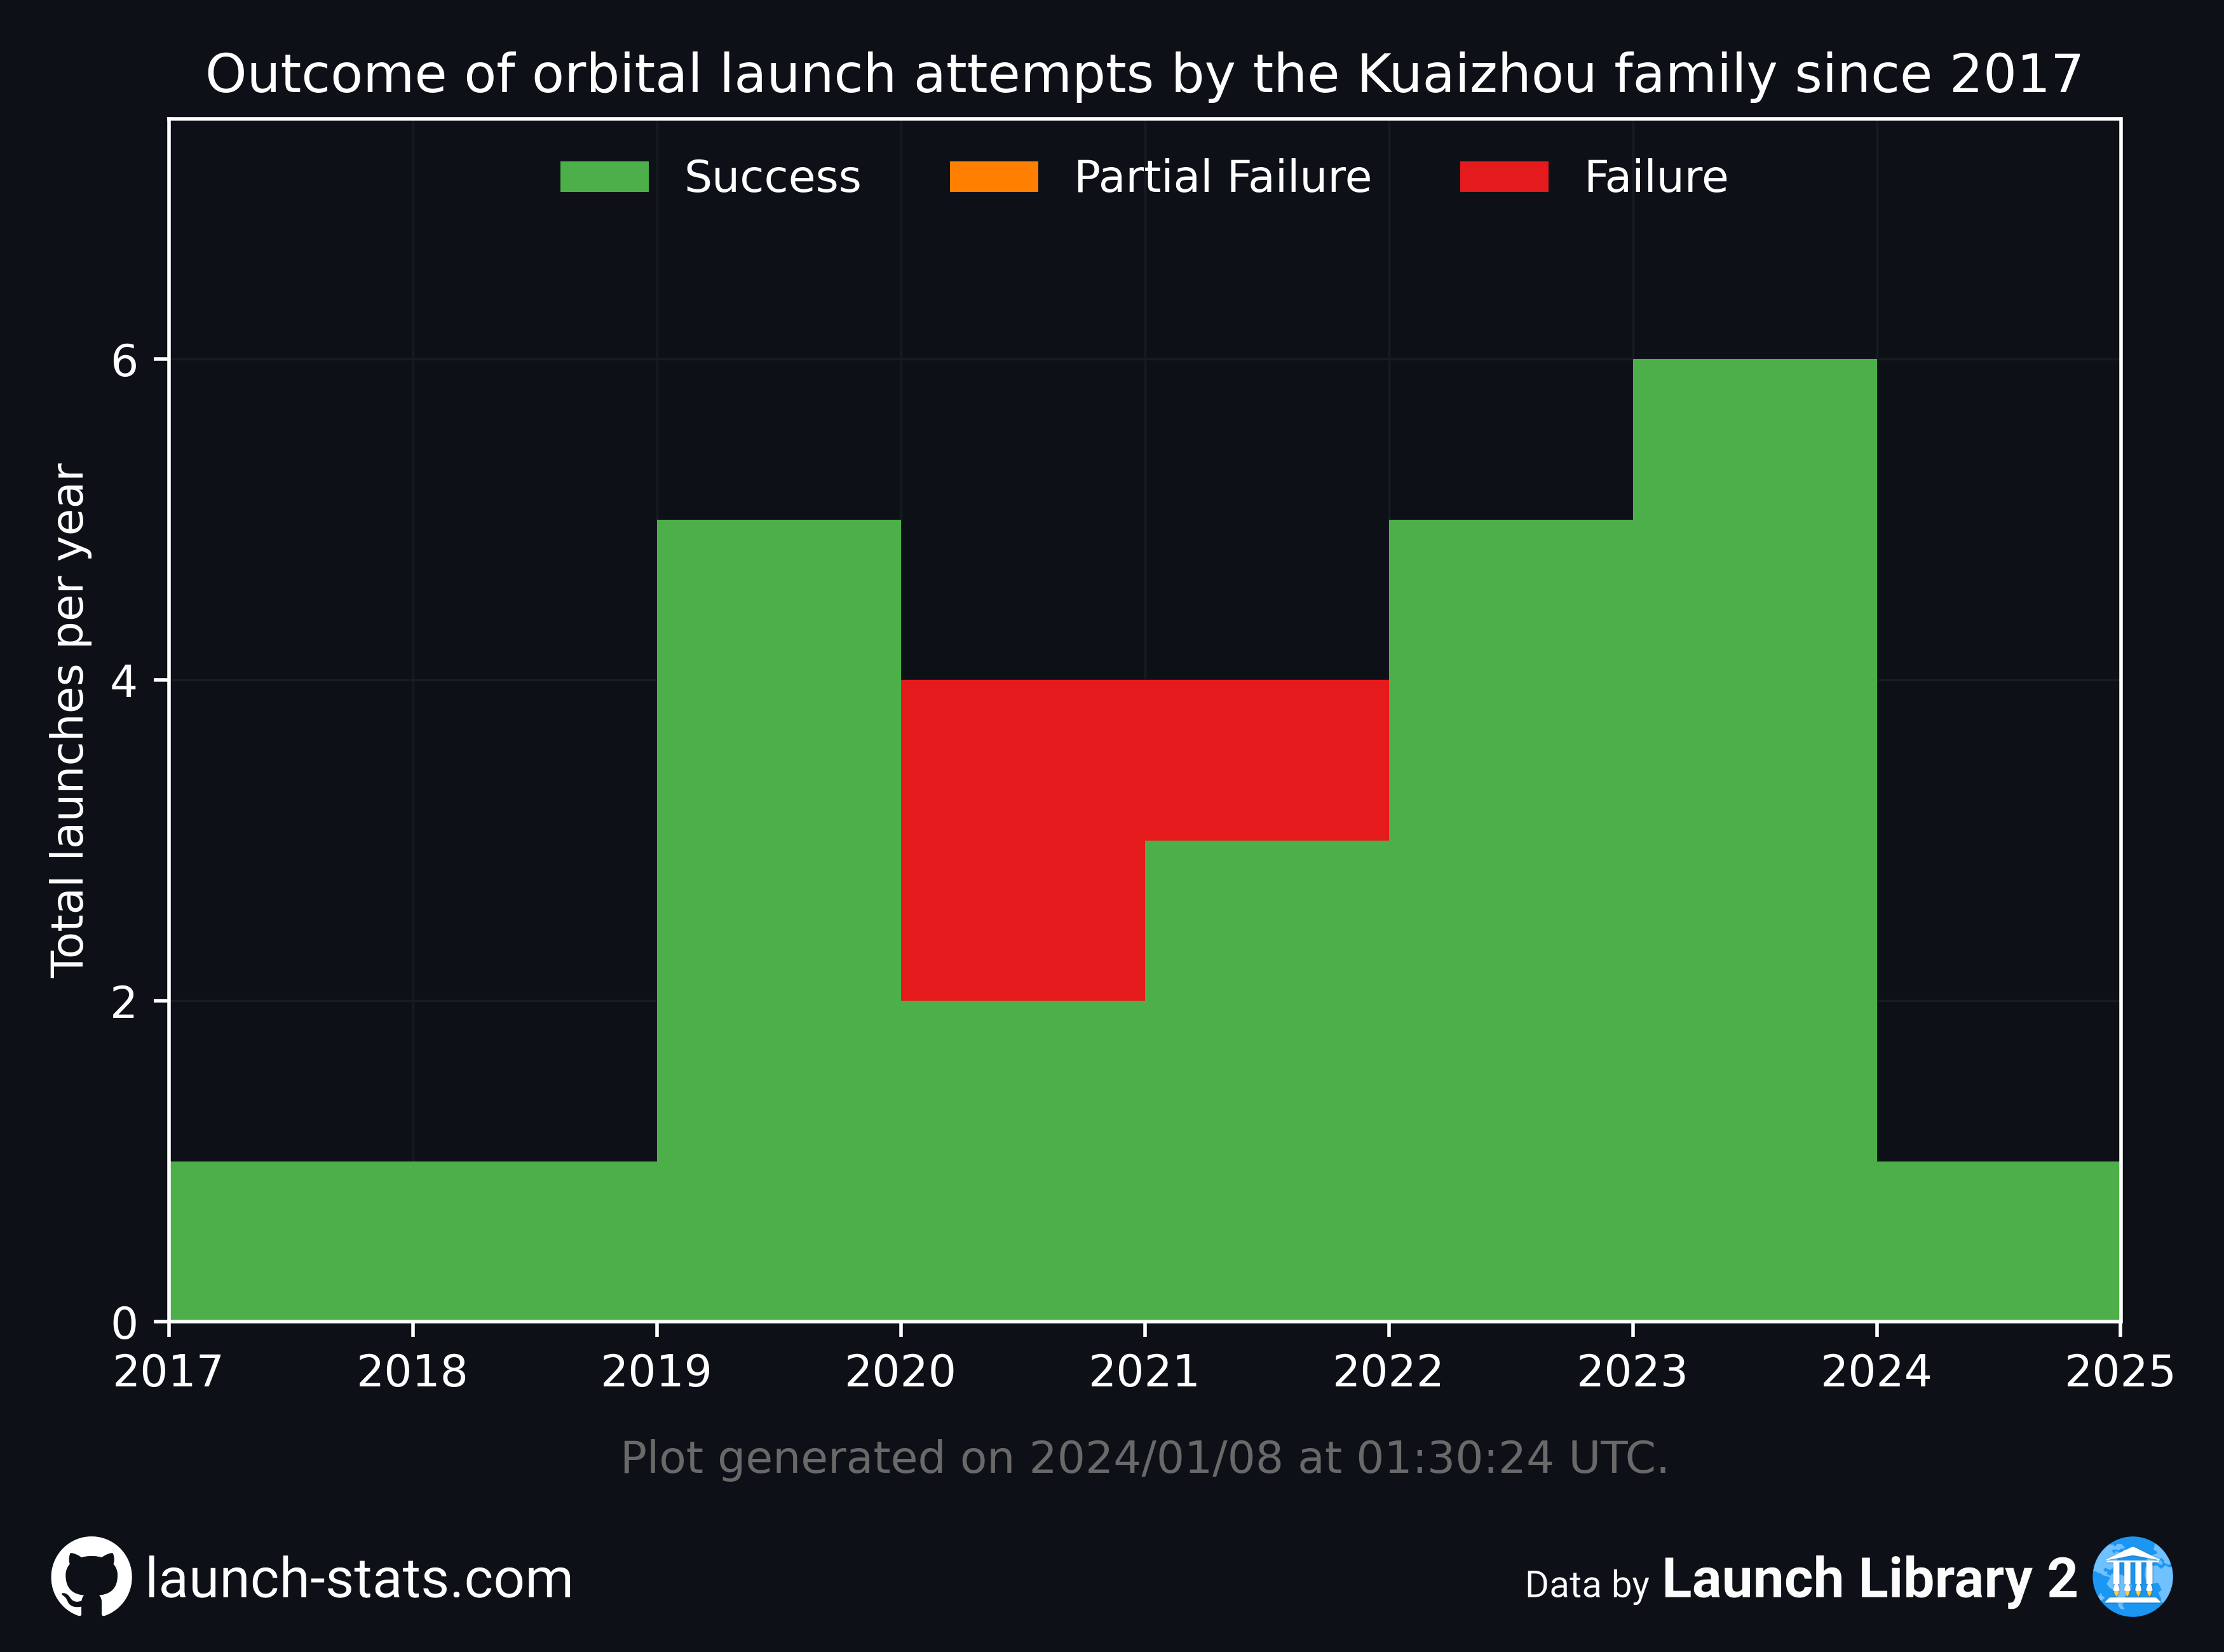 Outcome of orbital launch attempts by the Kuaizhou family since 2017
Success Partial Failure Failure
Total launches per year
6
4
2
0
2017 2018 2019 2020 2021 2022 2023 2024 2025
Plot generated on 2024/01/08 at 01:30:24 UTC.
launch-stats.com
Data by Launch Library 2